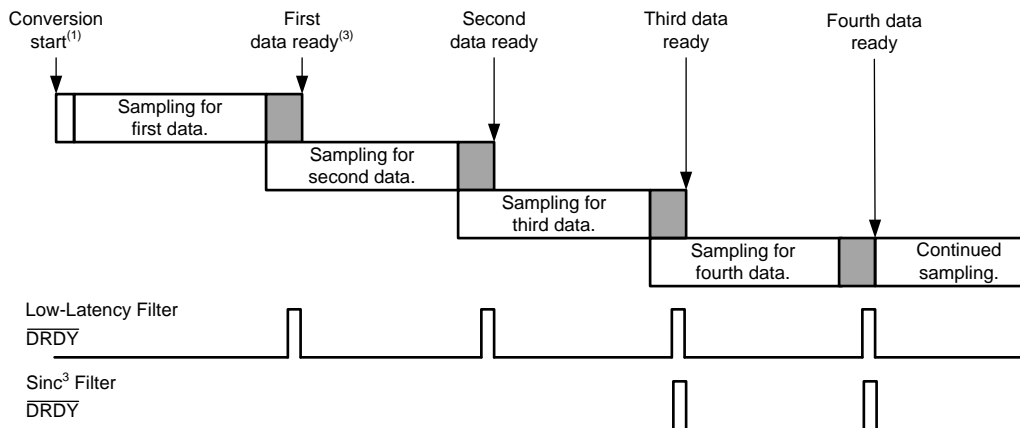 Conversion
start(1)
First
data ready(3)
Second
data ready
Third data
ready
Fourth data
ready
Sampling for
first data.
Sampling for
second data.
Sampling for
third data.
Sampling for
fourth data.
Continued
sampling.
Low-Latency Filter
DRDY
Sinc3 Filter
DRDY